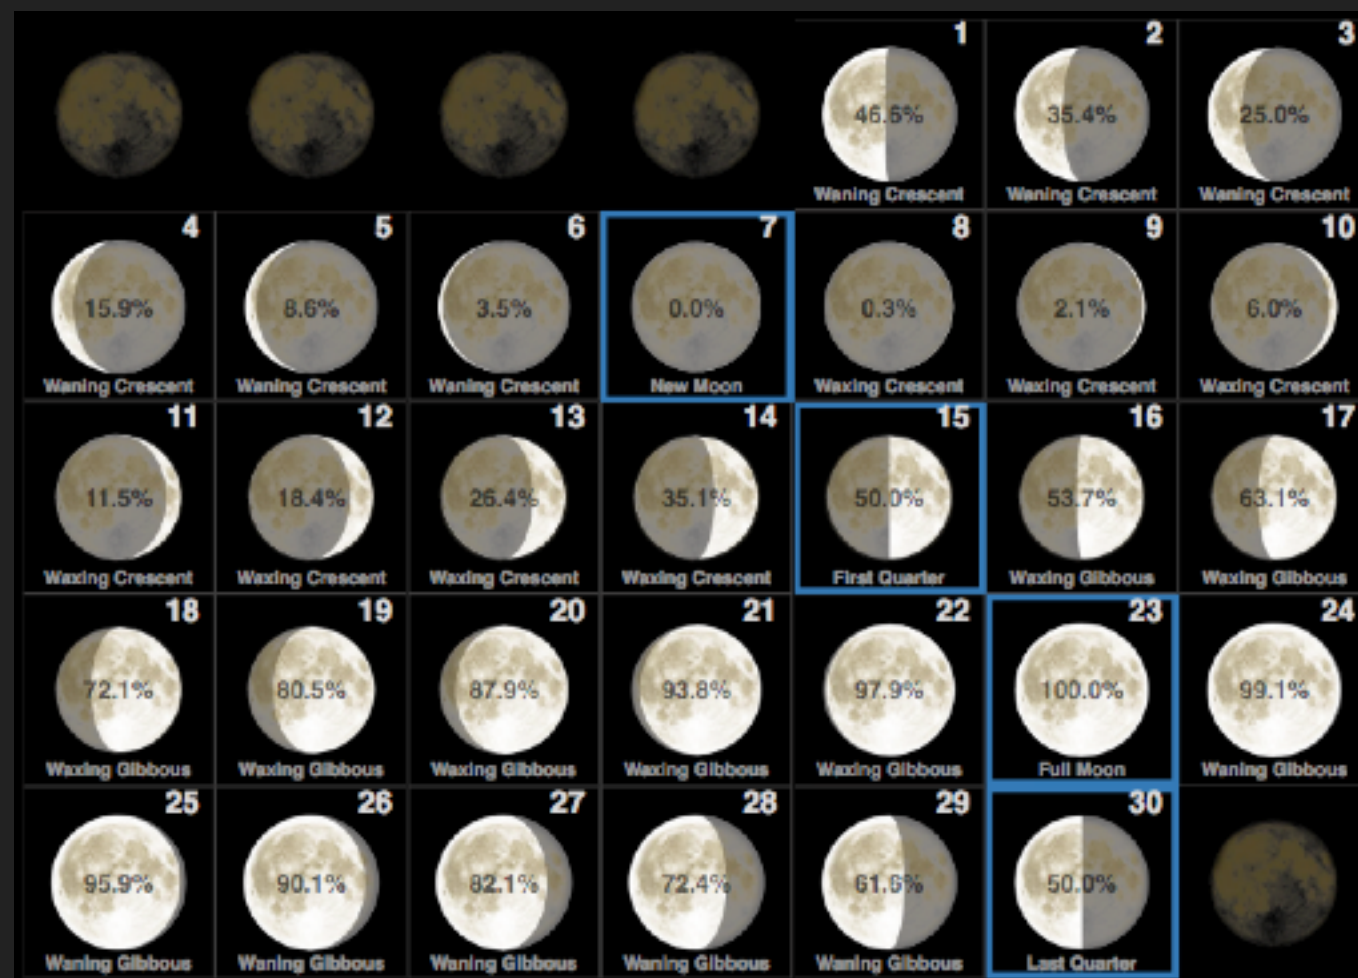 1 2 3
46.6% 35.4% 25.0%
Waning Crescent Waning Crescent Waning Crescent
4 5 6 7 8 9 10
15.9% 8.6% 3.5% 0.0% 0.3% 2.1% 6.0%
Waning Crescent Waning Crescent Waning Crescent New Moon Waxing Crescent Waxing Crescent Waxing Crescent
11 12 13 14 15 16 17
11.5% 18.4% 26.4% 35.1% 50.0% 53.7% 63.1%
Waxing Crescent Waxing Crescent Waxing Crescent Waxing Crescent First Quarter Waxing Gibbous Waxing Gibbous
18 19 20 21 22 23 24
72.1% 80.5% 87.9% 93.8% 97.9% 100.0% 99.1%
Waxing Gibbous Waxing Gibbous Waxing Gibbous Waxing Gibbous Waxing Gibbous Full Moon Waning Gibbous
25 26 27 28 29 30
95.9% 90.1% 82.1% 72.4% 61.6% 50.0%
Waning Gibbous Waning Gibbous Waning Gibbous Waning Gibbous Waning Gibbous Last Quarter